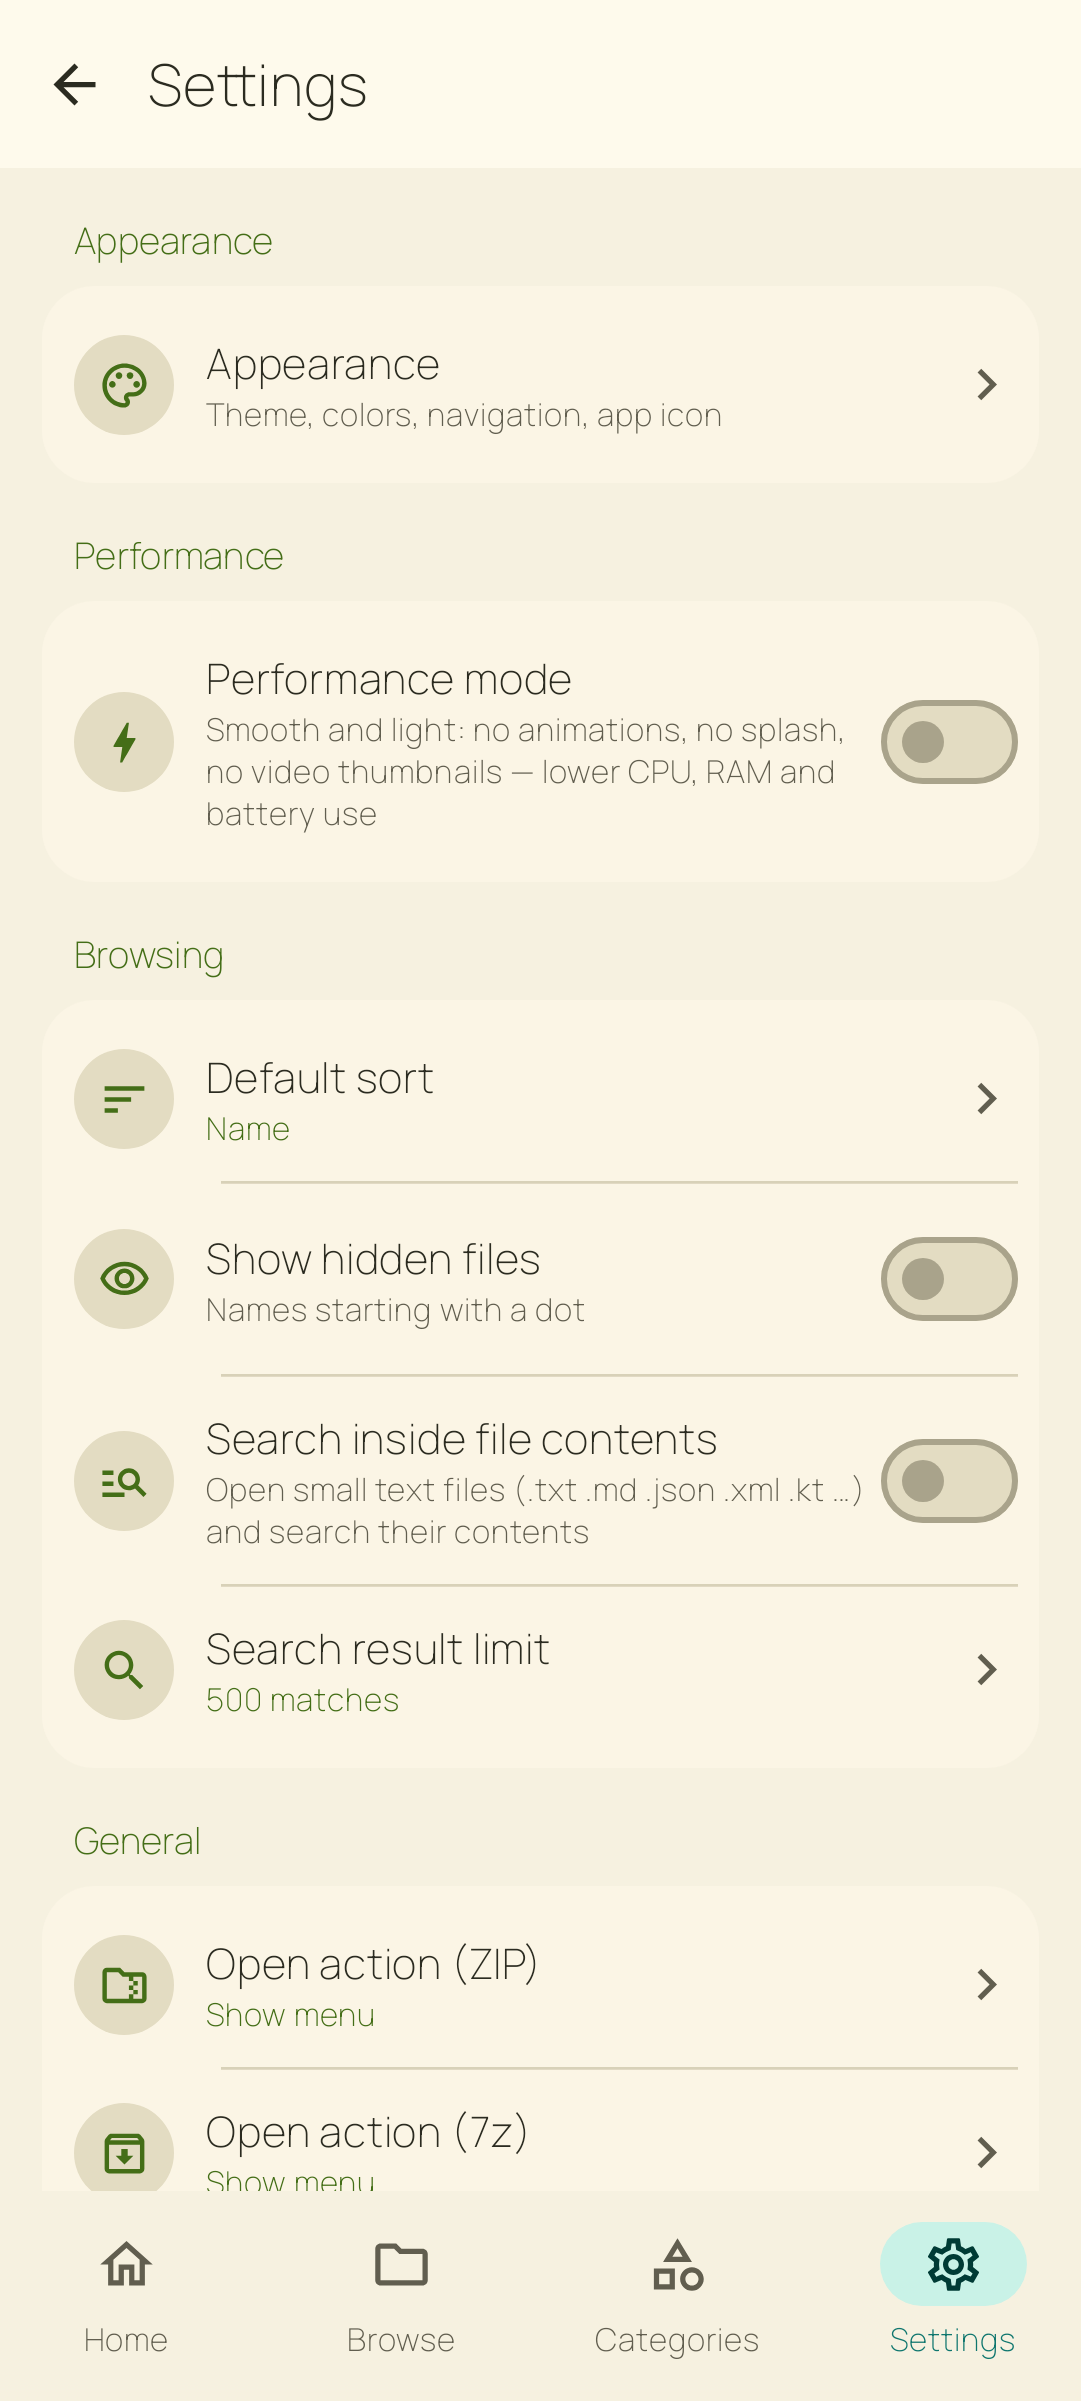 Settings
Appearance
Appearance
Theme, colors, navigation, app icon
Performance
Performance mode
Smooth and light: no animations, no splash,
no video thumbnails — lower CPU, RAM and
battery use
Browsing
Default sort
Name
Show hidden files
Names starting with a dot
Search inside file contents
Open small text files (.txt .md .json .xml .kt …)
and search their contents
Search result limit
500 matches
General
Open action (ZIP)
Show menu
Open action (7z)
Show menu
Home
Browse
Categories
Settings